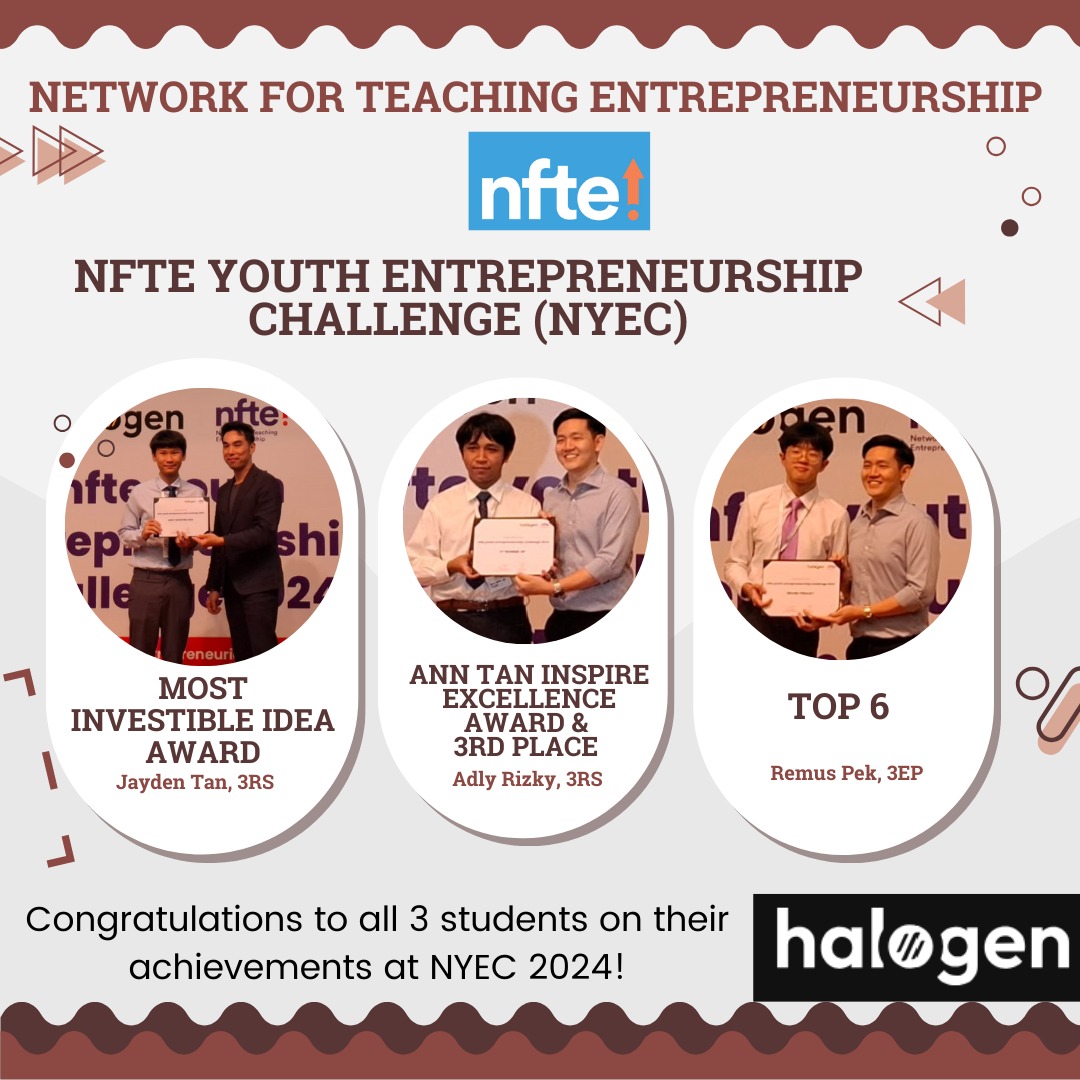 NETWORK FOR TEACHING ENTREPRENEURSHIP
nfte!
NFTE YOUTH ENTREPRENEURSHIP
CHALLENGE (NYEC)
nfte!
MOST
INVESTIBLE IDEA
AWARD
Jayden Tan, 3RS
ANN TAN INSPIRE
EXCELLENCE
AWARD &
3RD PLACE
Adly Rizky, 3RS
TOP 6
Remus Pek, 3EP
Congratulations to all 3 students on their
achievements at NYEC 2024!
halogen